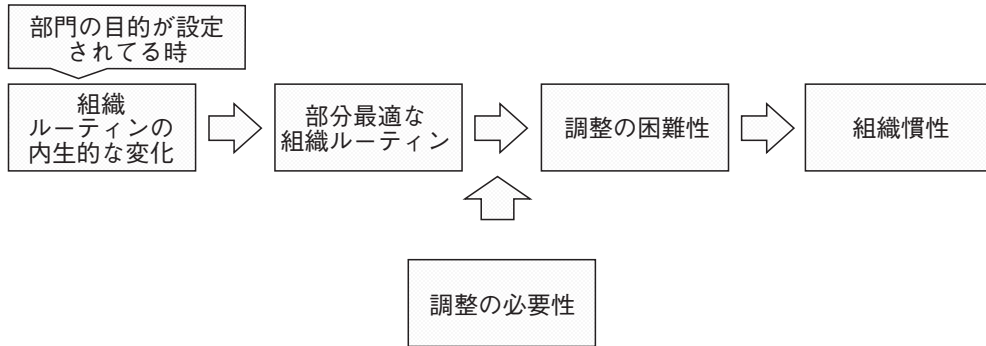 部門の目的が設定
されてる時
組織
ルーティンの
内生的な変化
部分最適な
組織ルーティン
調整の困難性
組織慣性
調整の必要性